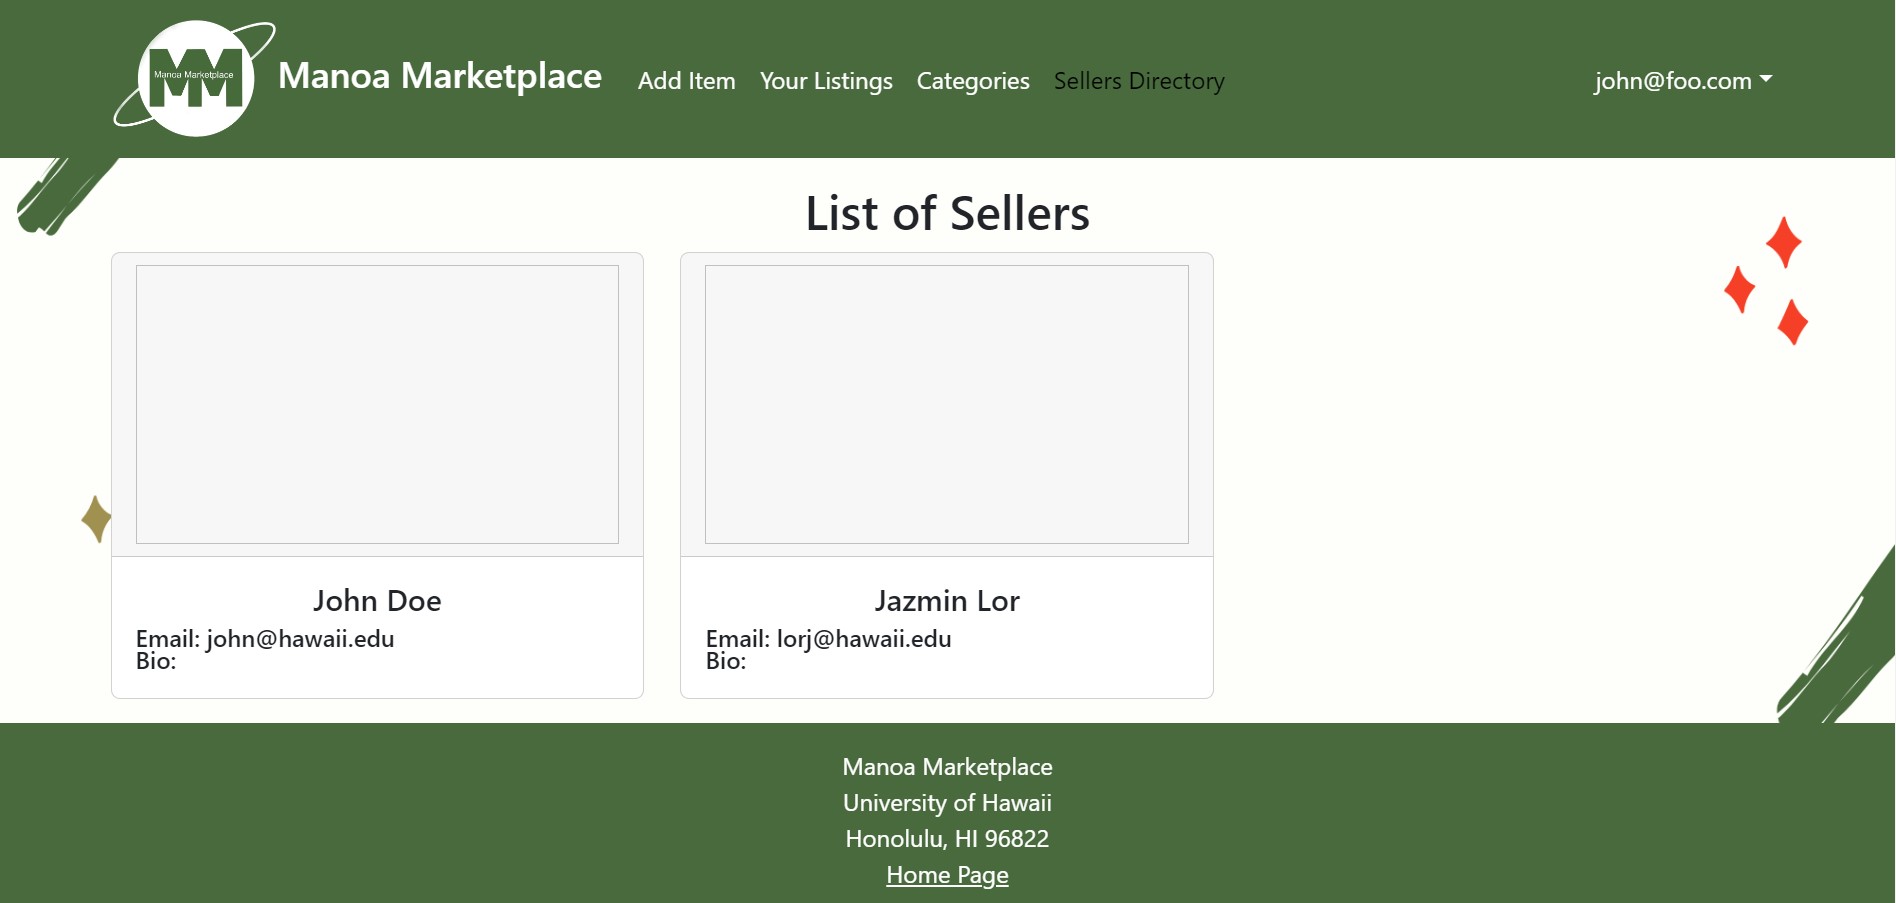 Manoa Marketplace
Manoa Marketplace Add Item Your Listings Categories Sellers Directory john@foo.com
List of Sellers
John Doe
Email: john@hawaii.edu
Bio:
Jazmin Lor
Email: lorj@hawaii.edu
Bio:
Manoa Marketplace
University of Hawaii
Honolulu, HI 96822
Home Page